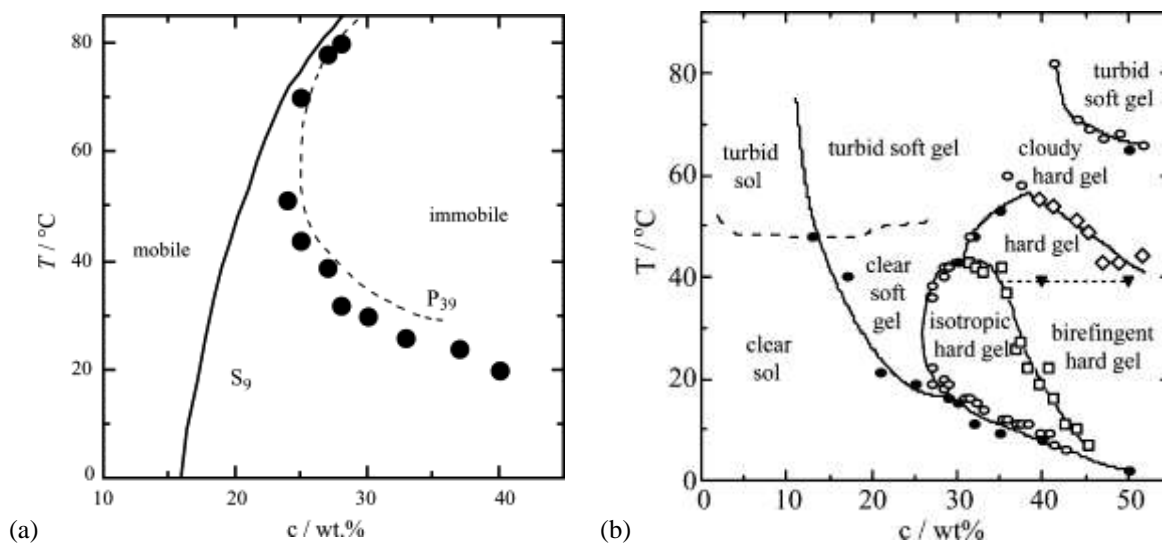 80
60
40
20
0
T / °C
mobile
immobile
P39
S9
10
20
30
40
c / wt.%
(a)
80
60
40
20
0
T / °C
turbid
soft gel
turbid
sol
turbid soft gel
cloudy
hard gel
hard gel
clear
soft
gel
isotropic
hard gel
birefingent
hard gel
clear
sol
0
10
20
30
40
50
c / wt%
(b)